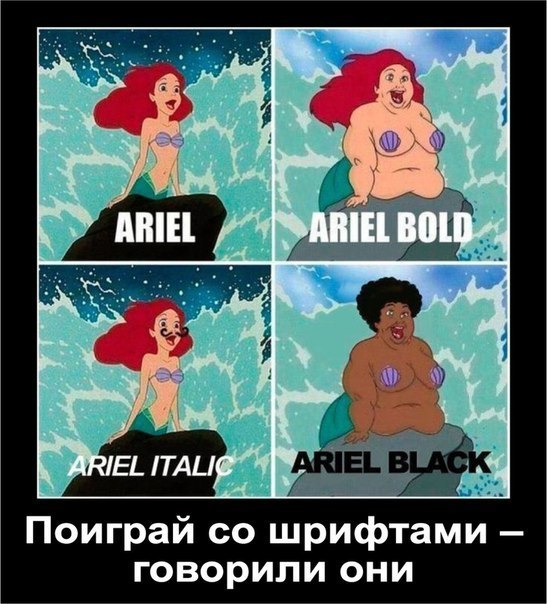 ARIEL
ARIEL BOLD
ARIEL ITALIC
ARIEL BLACK
Поиграй со шрифтами –
говорили они